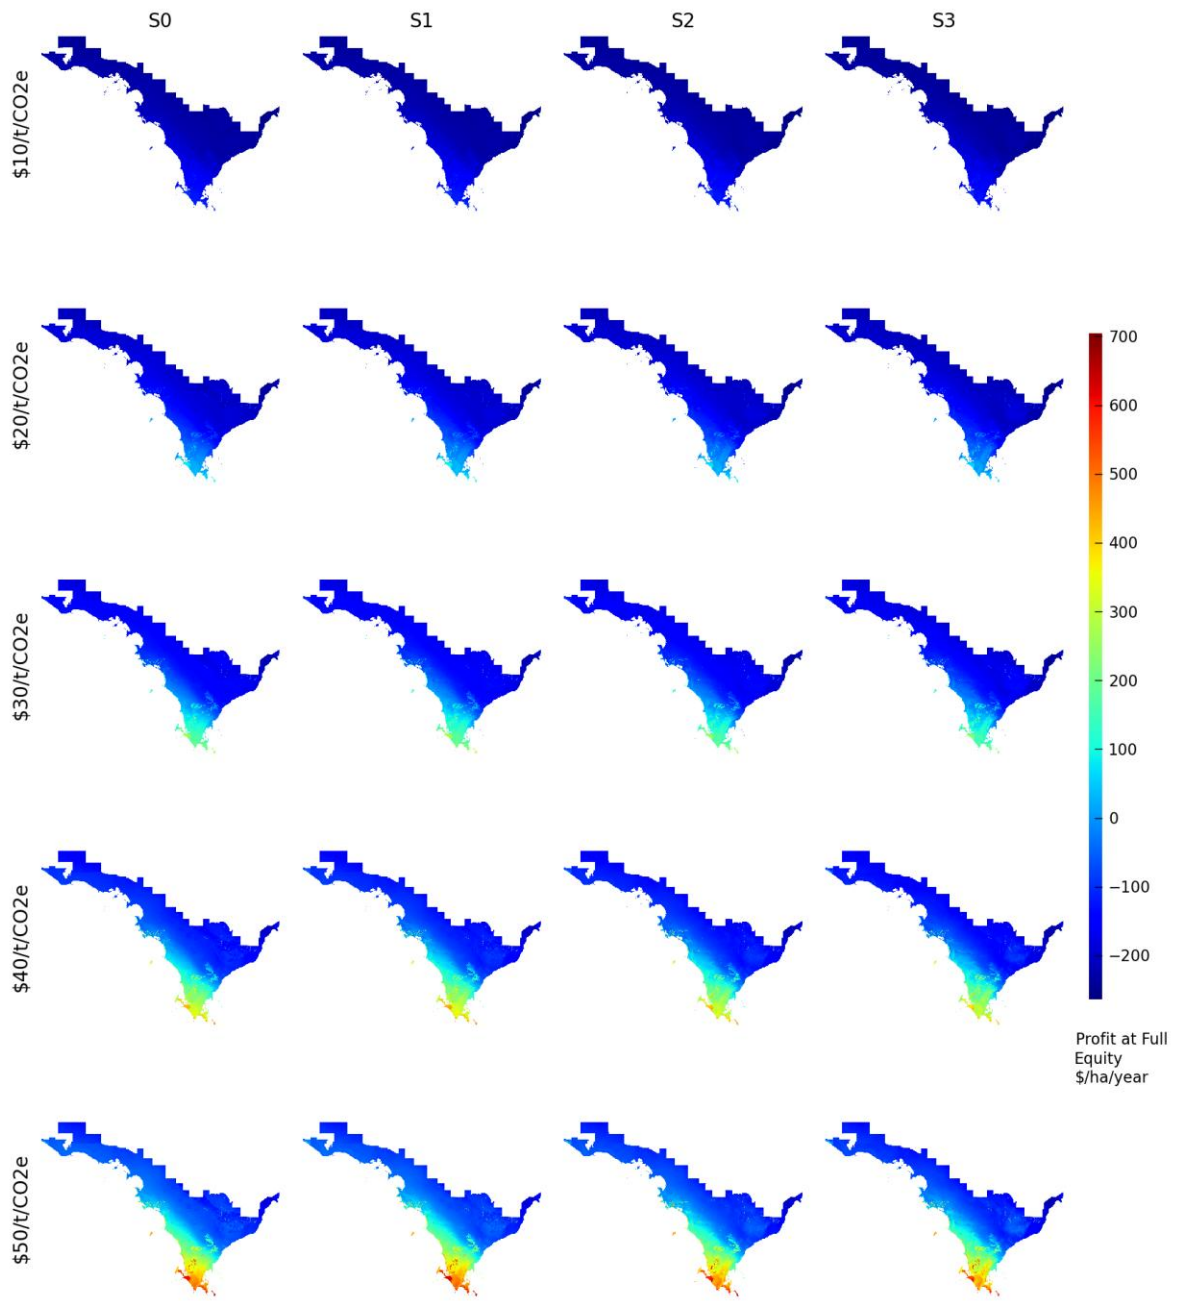 S0 S1 S2 S3
$10/t/CO2e
$20/t/CO2e
$30/t/CO2e
$40/t/CO2e
$50/t/CO2e
700
600
500
400
300
200
100
0
−100
−200
Profit at Full
Equity
$/ha/year